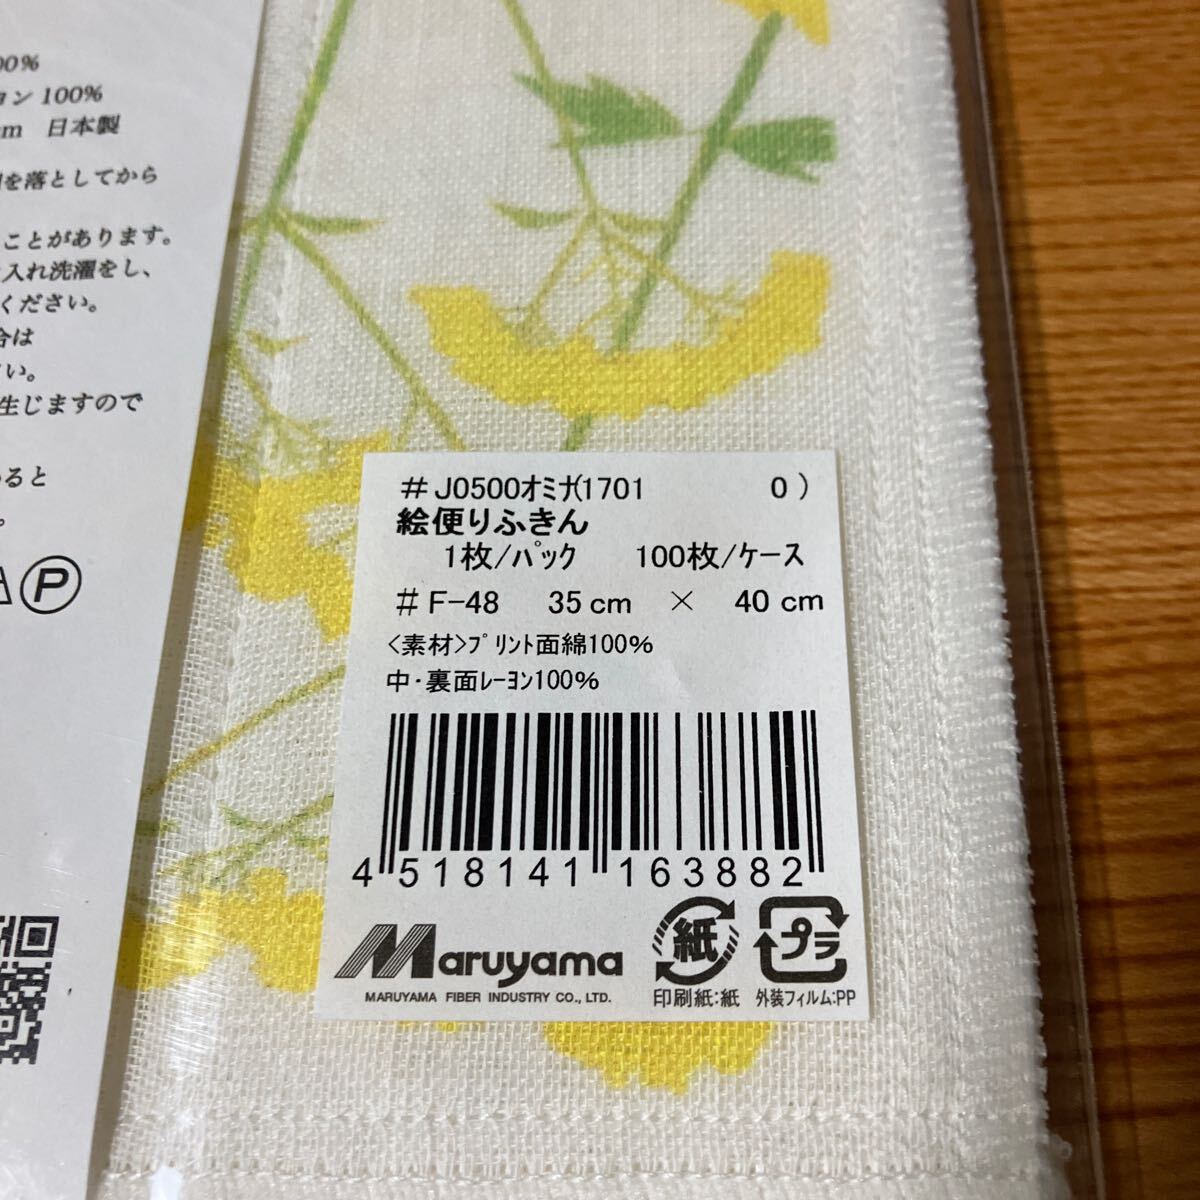 00%
ン 100%
cm 日本製
を落としてから
ことがあります。
入れ洗濯をし、
ください。
合は
さい。
生じますので
ると
。
P
＃J0500ｵﾐﾅ(1701 0 )
絵便りふきん
1枚/ﾊﾟｯｸ 100枚/ｹｰｽ
＃F-48 35 cm × 40 cm
<素材>ﾌﾟﾘﾝﾄ面綿100%
中・裏面ﾚｰﾖﾝ100%
4 518141 163882
Maruyama
MARUYAMA FIBER INDUSTRY CO., LTD.
紙
印刷紙:紙
プラ
外装フィルム:PP